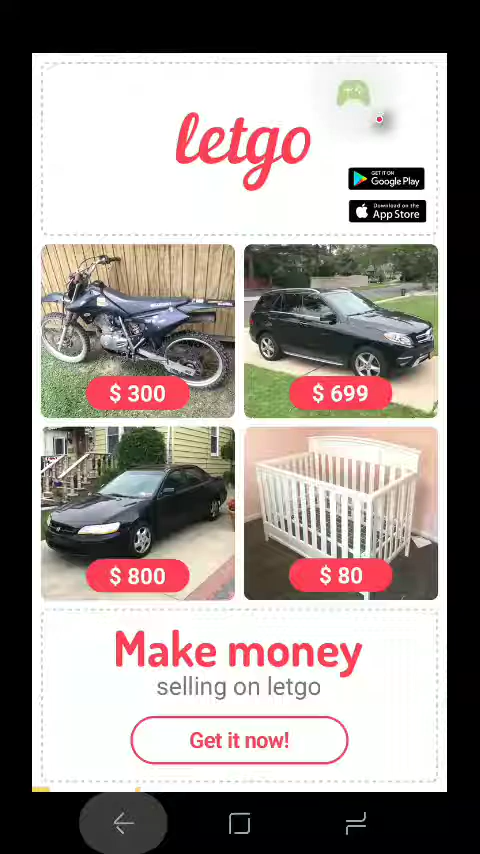 letgo
GET IT ON
Google Play
Download on the
App Store
$ 300
$ 699
$ 800
$ 80
Make money
selling on letgo
Get it now!